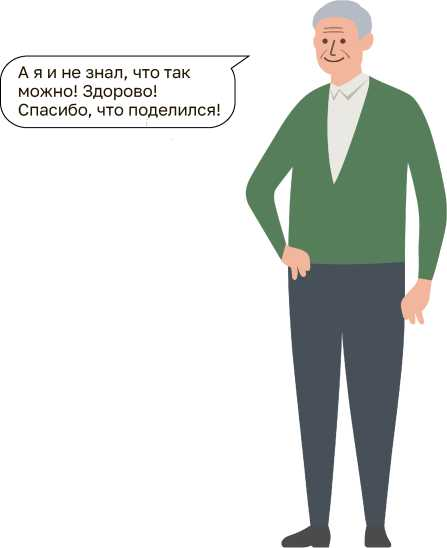 А я и не знал, что так
можно! Здорово!
Спасибо, что поделился!